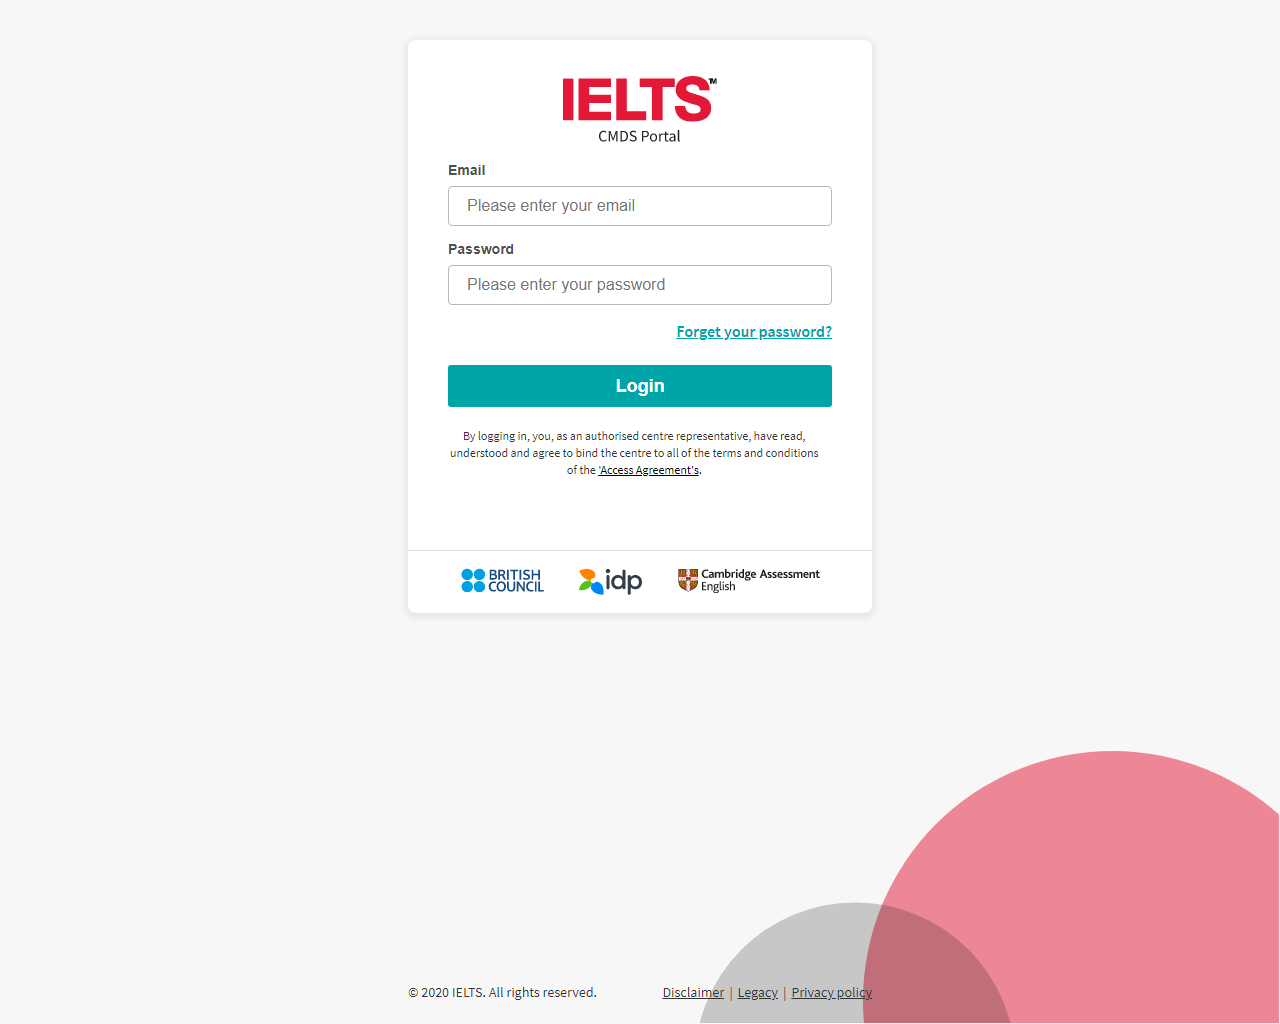 IELTS™
CMDS Portal
Email
Please enter your email
Password
Please enter your password
Forget your password?
Login
By logging in, you, as an authorised centre representative, have read,
understood and agree to bind the centre to all of the terms and conditions
of the 'Access Agreement's.
BRITISH
COUNCIL
idp
Cambridge Assessment
English
© 2020 IELTS. All rights reserved.
Disclaimer | Legacy | Privacy policy